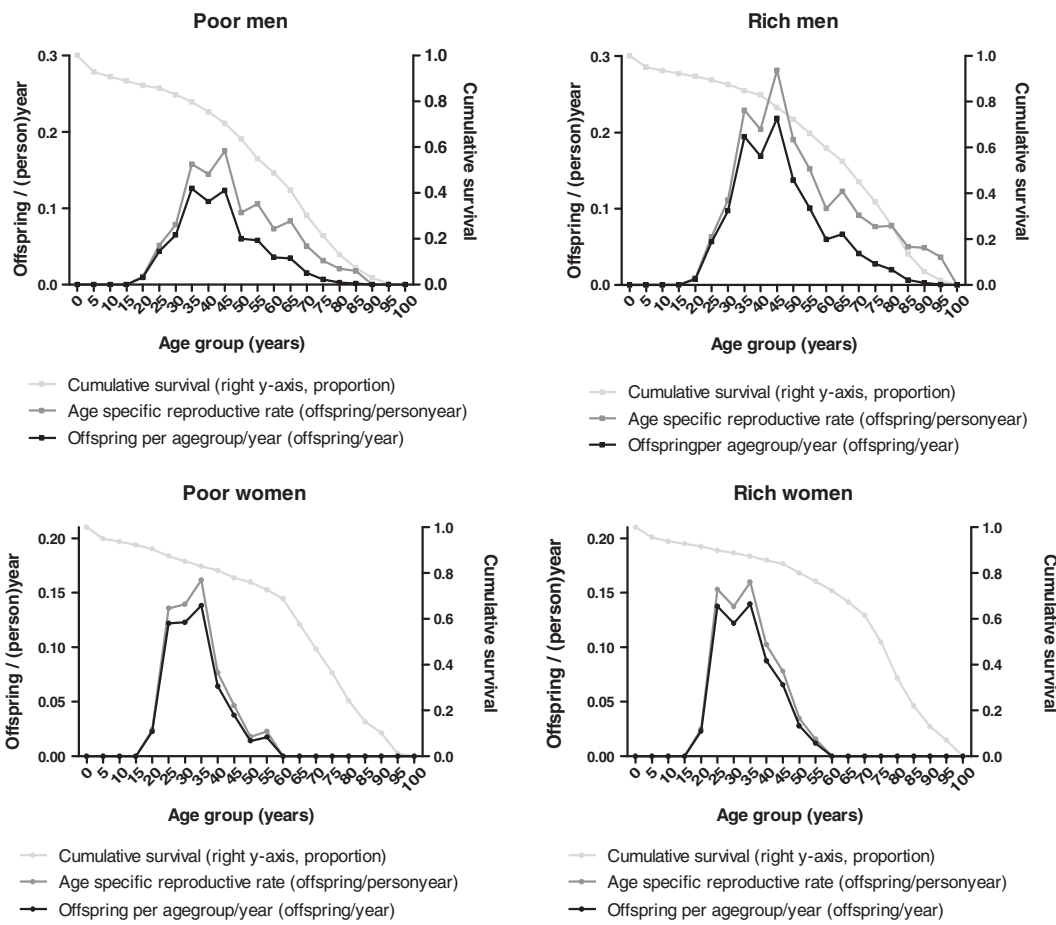 Poor men
0.3
0.2
0.1
0.0
Offspring / (person)year
1.0
0.8
0.6
0.4
0.2
0.0
Cumulative survival
0 5 10 15 20 25 30 35 40 45 50 55 60 65 70 75 80 85 90 95 100
Age group (years)
Cumulative survival (right y-axis, proportion)
Age specific reproductive rate (offspring/personyear)
Offspring per agegroup/year (offspring/year)
Rich men
0.3
0.2
0.1
0.0
Offspring / (person)year
1.0
0.8
0.6
0.4
0.2
0.0
Cumulative survival
0 5 10 15 20 25 30 35 40 45 50 55 60 65 70 75 80 85 90 95 100
Age group (years)
Cumulative survival (right y-axis, proportion)
Age specific reproductive rate (offspring/personyear)
Offspringper agegroup/year (offspring/year)
Poor women
0.20
0.15
0.10
0.05
0.00
Offspring / (person)year
1.0
0.8
0.6
0.4
0.2
0.0
Cumulative survival
0 5 10 15 20 25 30 35 40 45 50 55 60 65 70 75 80 85 90 95 100
Age group (years)
Cumulative survival (right y-axis, proportion)
Age specific reproductive rate (offspring/personyear)
Offspring per agegroup/year (offspring/year)
Rich women
0.20
0.15
0.10
0.05
0.00
Offspring / (person)year
1.0
0.8
0.6
0.4
0.2
0.0
Cumulative survival
0 5 10 15 20 25 30 35 40 45 50 55 60 65 70 75 80 85 90 95 100
Age group (years)
Cumulative survival (right y-axis, proportion)
Age specific reproductive rate (offspring/personyear)
Offspring per agegroup/year (offspring/year)